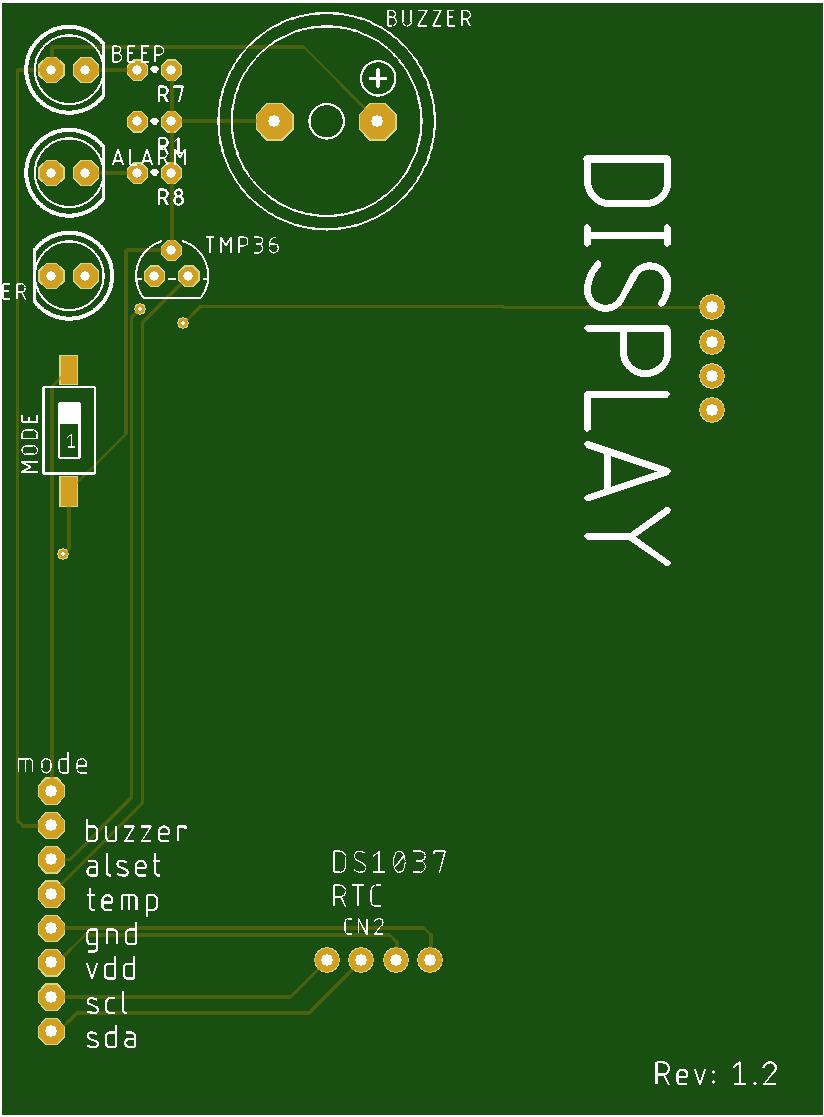 BUZZER
BEEP
R7
R1
ALARM
R8
TMP36
ER
DISPLAY
MODE
1
mode
buzzer
alset
temp
gnd
vdd
scl
sda
DS1037
RTC
CN2
Rev: 1.2